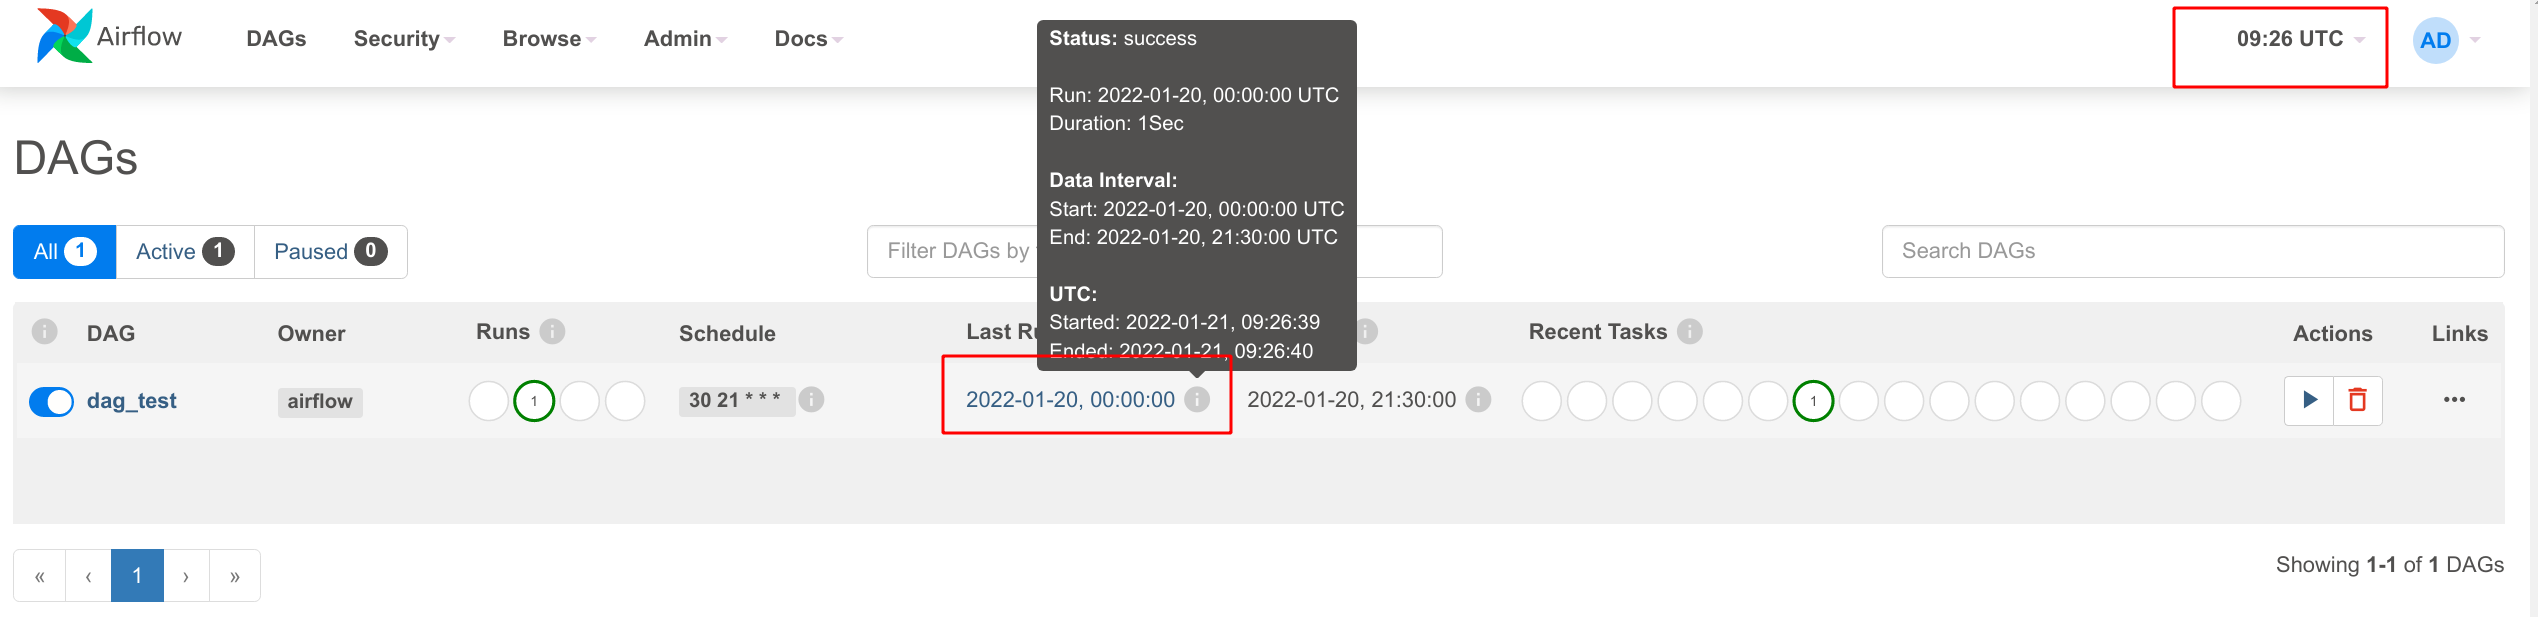 Airflow DAGs Security Browse Admin Docs 09:26 UTC AD
Status: success
Run: 2022-01-20, 00:00:00 UTC
Duration: 1Sec
Data Interval:
Start: 2022-01-20, 00:00:00 UTC
End: 2022-01-20, 21:30:00 UTC
UTC:
Started: 2022-01-21, 09:26:39
Ended: 2022-01-21, 09:26:40
DAGs
All 1 Active 1 Paused 0 Filter DAGs by Search DAGs
i DAG Owner Runs i Schedule Last i Recent Tasks i Actions Links
dag_test airflow 1 30 21 * * * i 2022-01-20, 00:00:00 i 2022-01-20, 21:30:00 i 1 •••
« ‹ 1 › »
Showing 1-1 of 1 DAGs